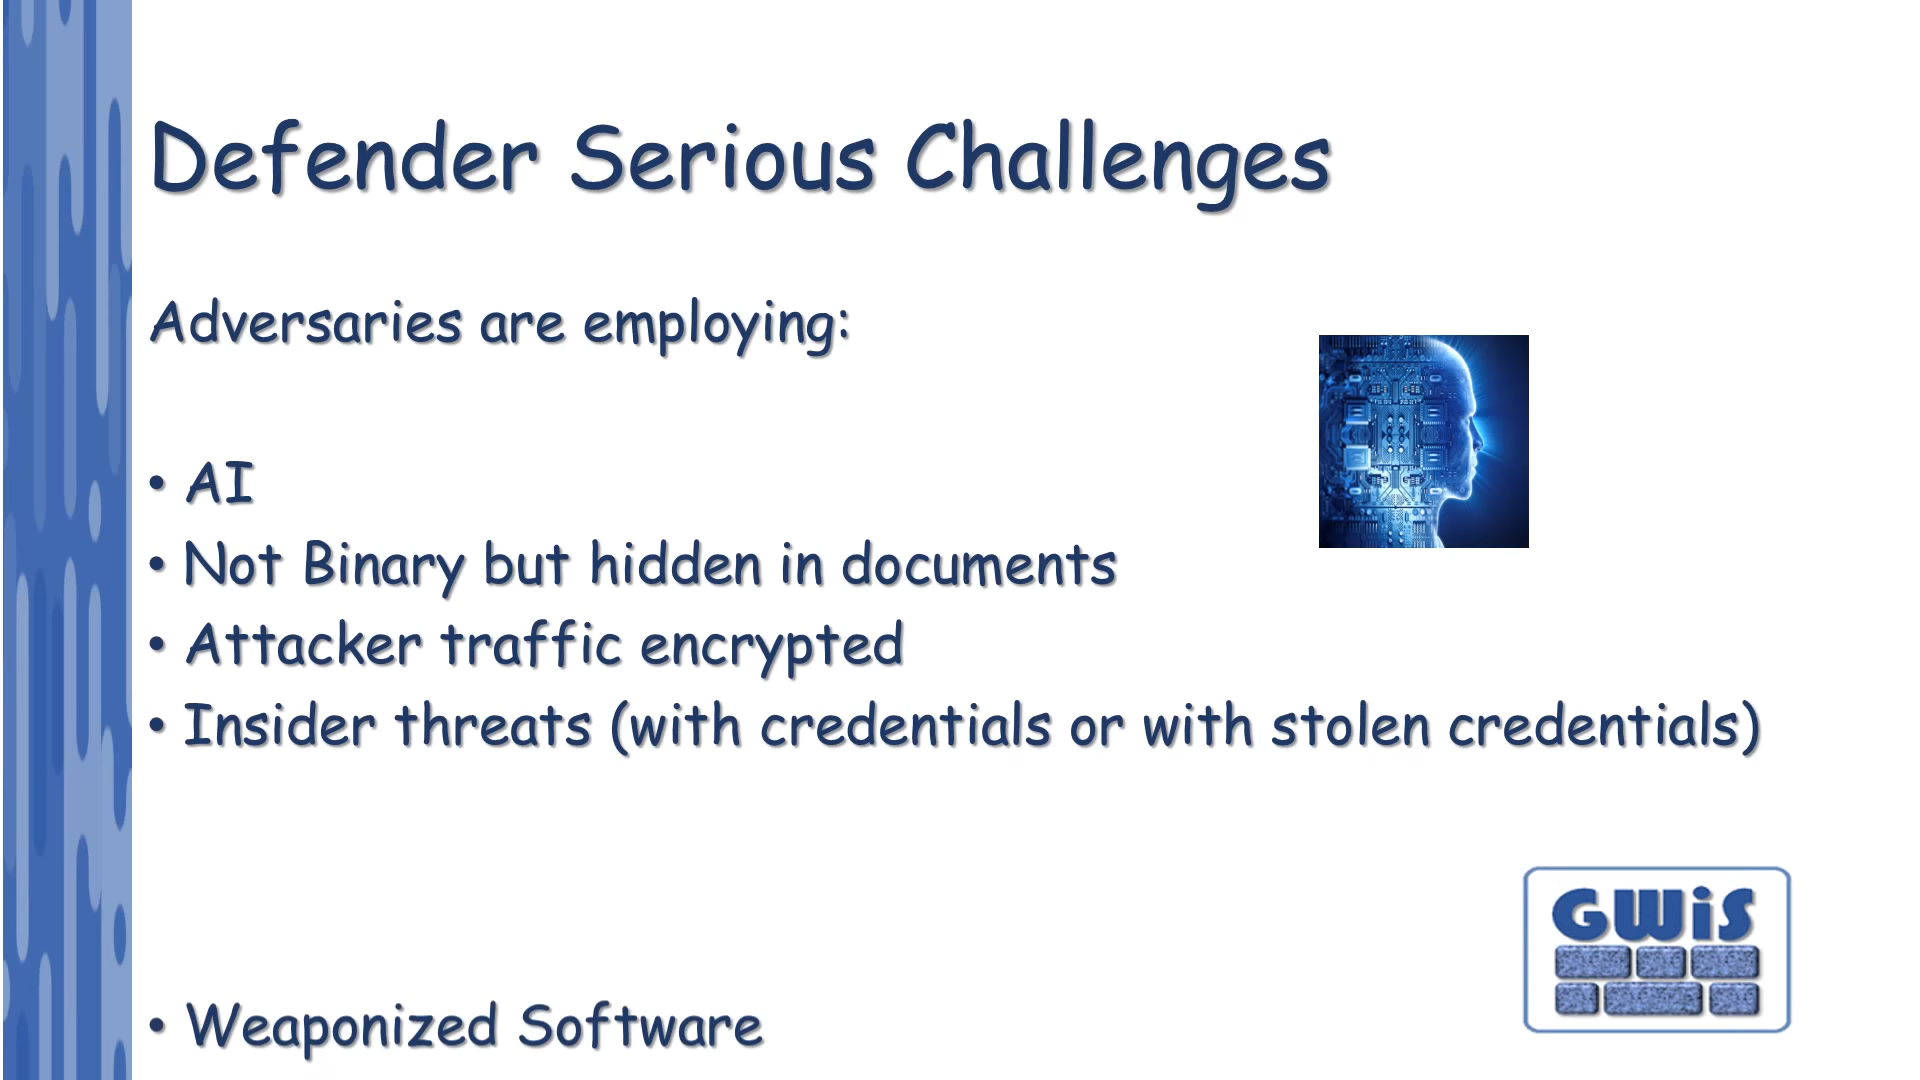 Defender Serious Challenges
Adversaries are employing:
• AI
• Not Binary but hidden in documents
• Attacker traffic encrypted
• Insider threats (with credentials or with stolen credentials)
GWiS
• Weaponized Software